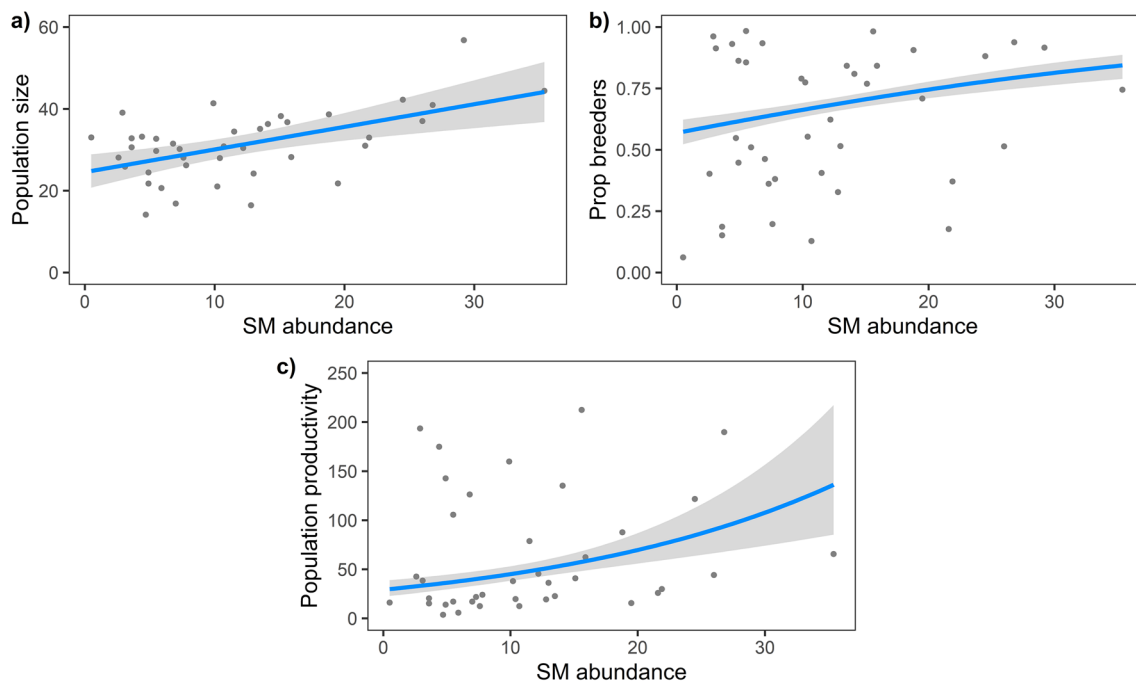 a)
Population size
60
40
20
0
0 10 20 30
SM abundance
b)
Prop breeders
1.00
0.75
0.50
0.25
0.00
0 10 20 30
SM abundance
c)
Population productivity
250
200
150
100
50
0
0 10 20 30
SM abundance